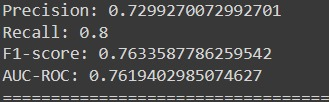 Precision: 0.7299270072992701
Recall: 0.8
F1-score: 0.7633587786259542
AUC-ROC: 0.7619402985074627
==================================